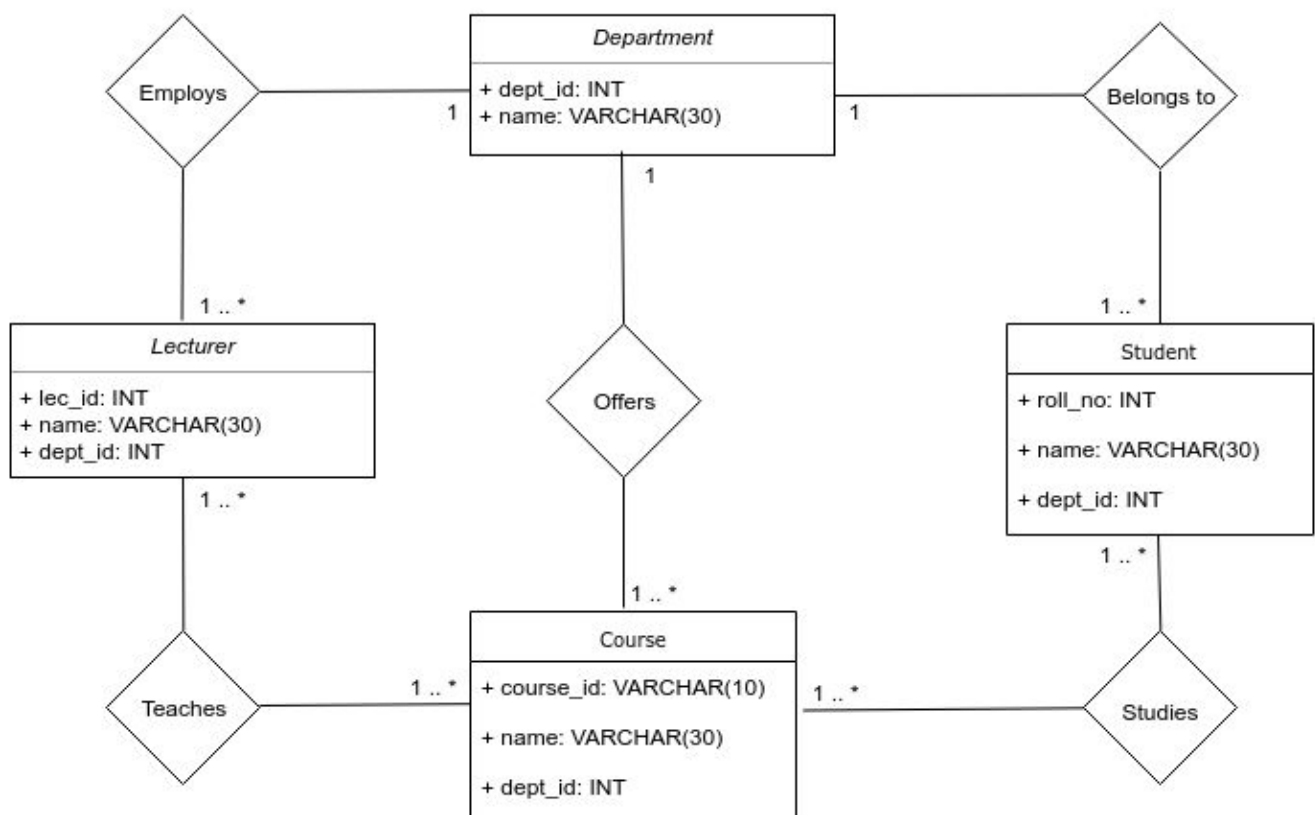 Department
+ dept_id: INT
+ name: VARCHAR(30)
Employs
Belongs to
1
1
1
1 .. *
1 .. *
Lecturer
+ lec_id: INT
+ name: VARCHAR(30)
+ dept_id: INT
Offers
Student
+ roll_no: INT
+ name: VARCHAR(30)
+ dept_id: INT
1 .. *
1 .. *
1 .. *
Course
+ course_id: VARCHAR(10)
+ name: VARCHAR(30)
+ dept_id: INT
1 .. *
1 .. *
Teaches
Studies